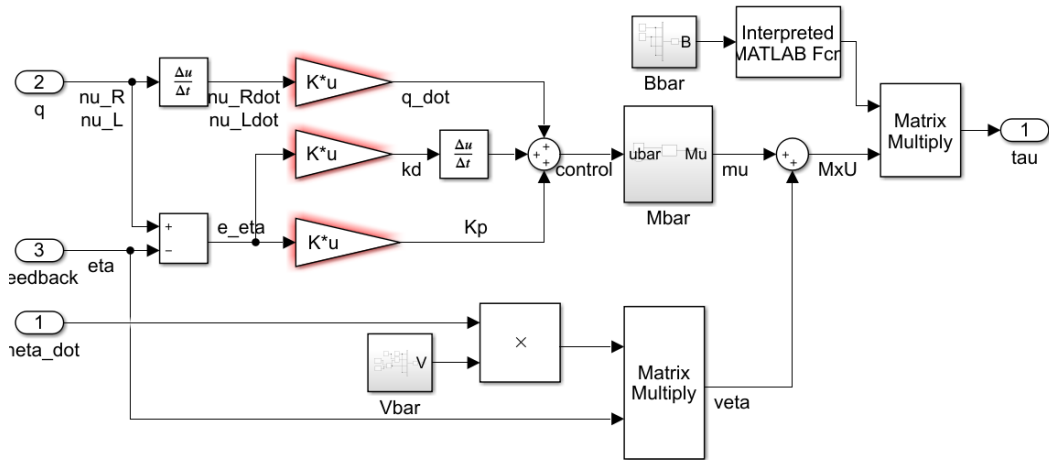 2
q
nu_R
nu_L
Δu
Δt
nu_Rdot
nu_Ldot
K*u
q_dot
B
Bbar
Interpreted
MATLAB Fcn
K*u
kd
Δu
Δt
+
+
+
control
ubar
Mu
Mbar
mu
+
+
MxU
Matrix
Multiply
1
tau
+
−
e_eta
K*u
Kp
3
eedback
eta
1
neta_dot
V
Vbar
×
Matrix
Multiply
veta